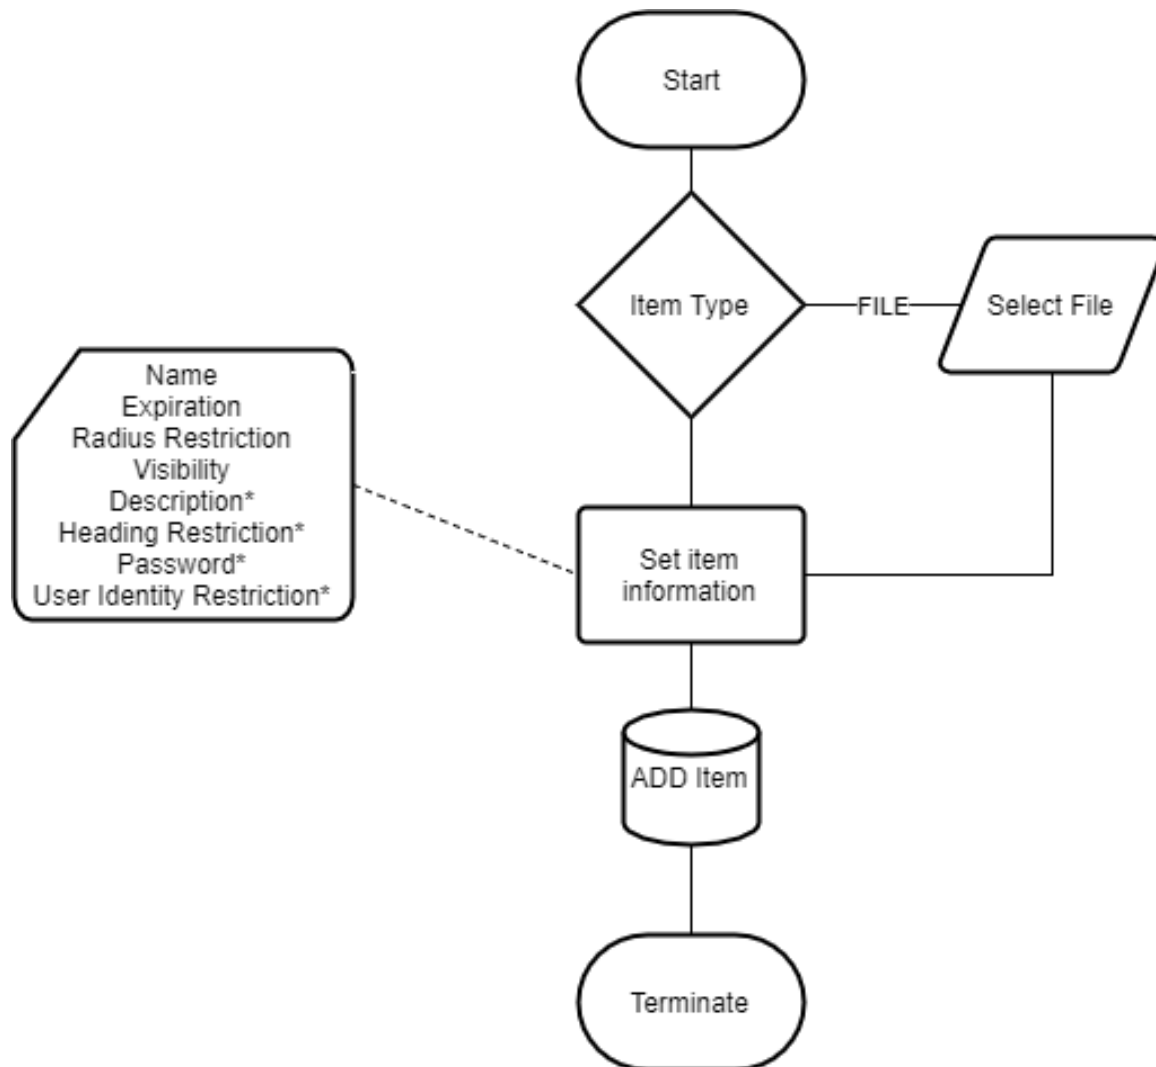 Start
Item Type
FILE
Select File
Name
Expiration
Radius Restriction
Visibility
Description*
Heading Restriction*
Password*
User Identity Restriction*
Set item
information
ADD Item
Terminate